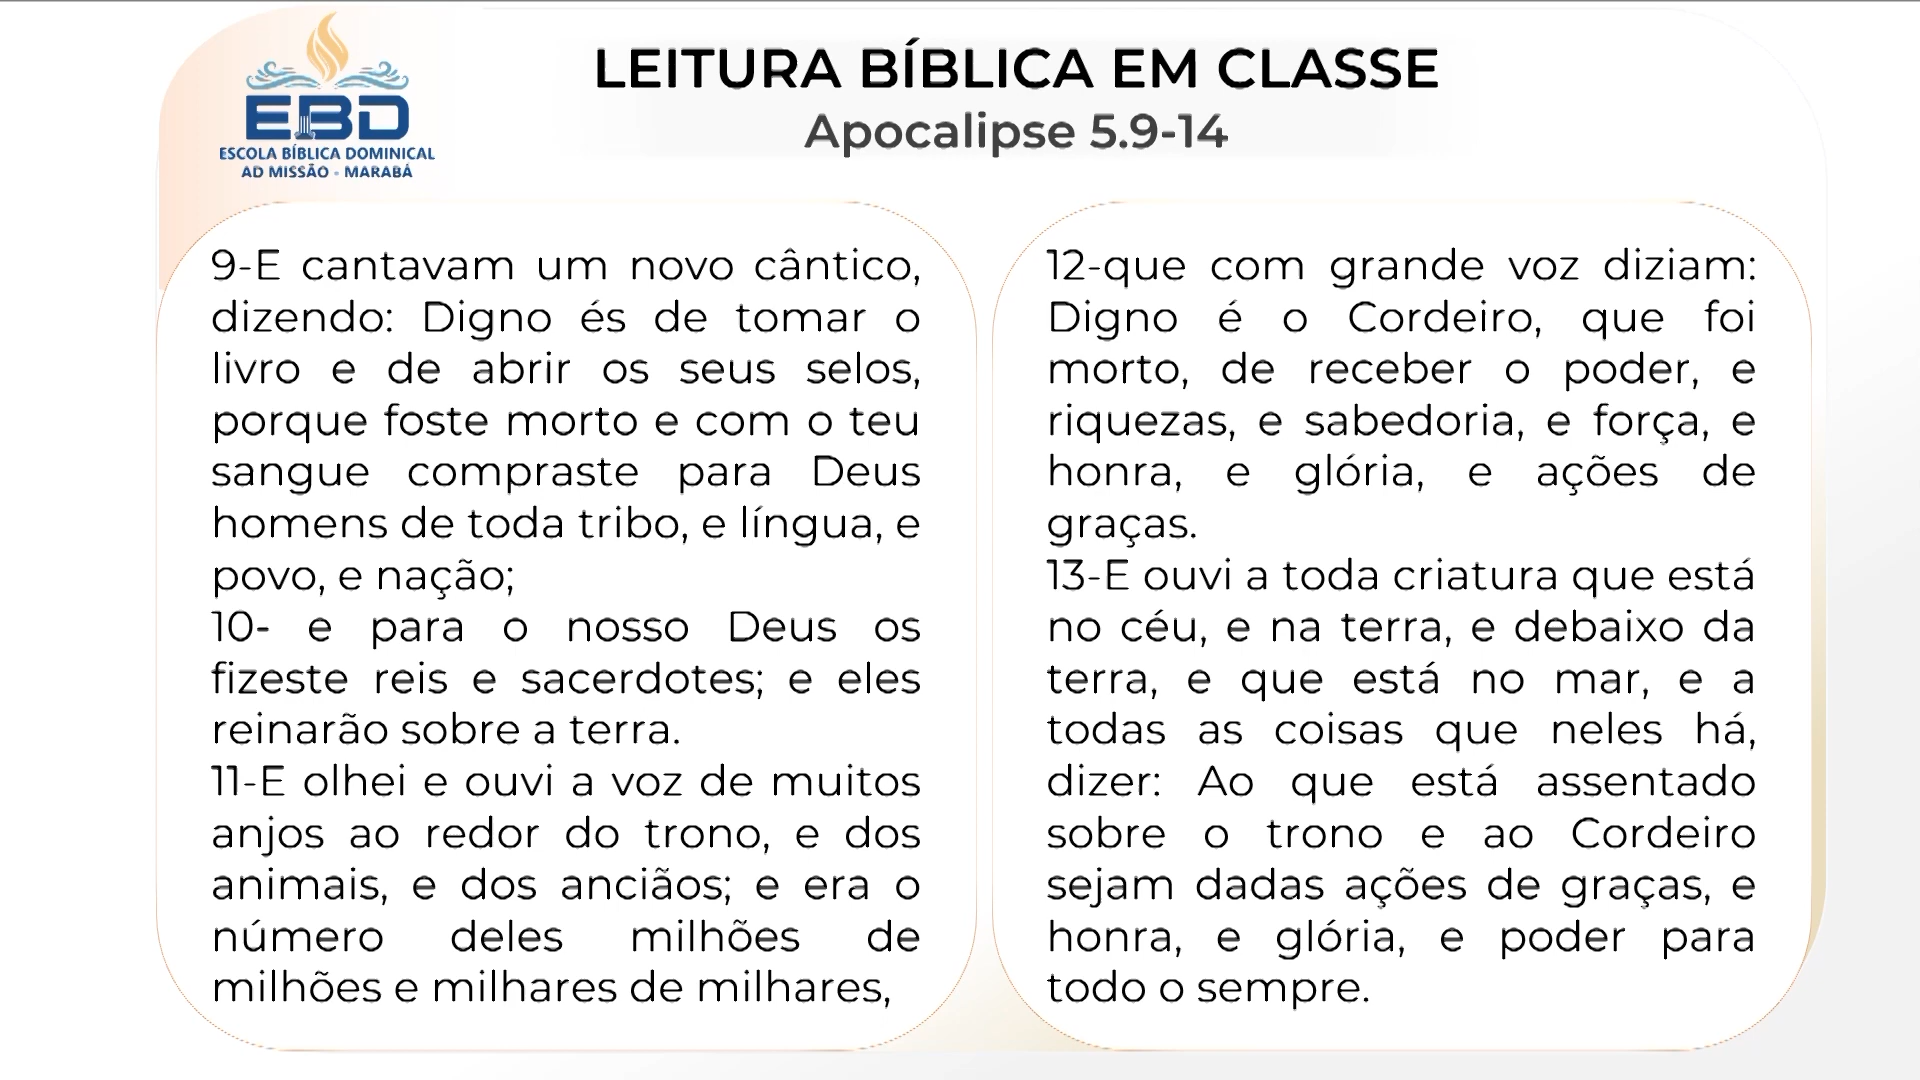 EBD
ESCOLA BÍBLICA DOMINICAL
AD MISSÃO - MARABÁ
LEITURA BÍBLICA EM CLASSE
Apocalipse 5.9-14
9-E cantavam um novo cântico,
dizendo: Digno és de tomar o
livro e de abrir os seus selos,
porque foste morto e com o teu
sangue compraste para Deus
homens de toda tribo, e língua, e
povo, e nação;
10- e para o nosso Deus os
fizeste reis e sacerdotes; e eles
reinarão sobre a terra.
11-E olhei e ouvi a voz de muitos
anjos ao redor do trono, e dos
animais, e dos anciãos; e era o
número deles milhões de
milhões e milhares de milhares,
12-que com grande voz diziam:
Digno é o Cordeiro, que foi
morto, de receber o poder, e
riquezas, e sabedoria, e força, e
honra, e glória, e ações de
graças.
13-E ouvi a toda criatura que está
no céu, e na terra, e debaixo da
terra, e que está no mar, e a
todas as coisas que neles há,
dizer: Ao que está assentado
sobre o trono e ao Cordeiro
sejam dadas ações de graças, e
honra, e glória, e poder para
todo o sempre.